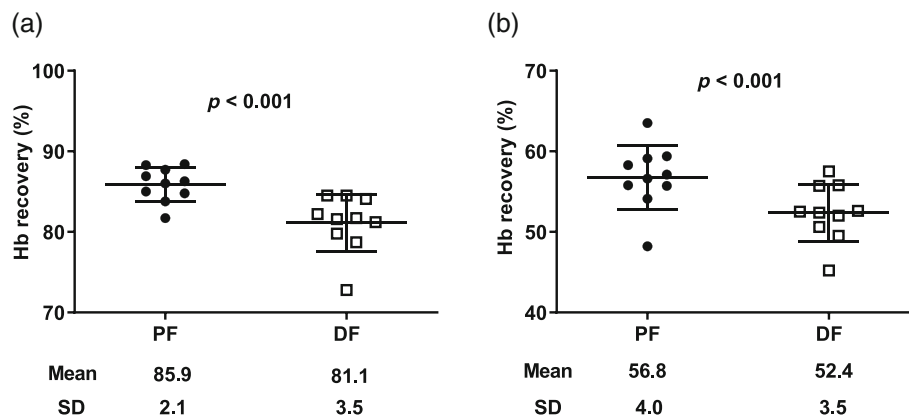 (a)
Hb recovery (%)
100
90
80
70
p < 0.001
PF DF
Mean 85.9 81.1
SD 2.1 3.5
(b)
Hb recovery (%)
70
60
50
40
p < 0.001
PF DF
Mean 56.8 52.4
SD 4.0 3.5